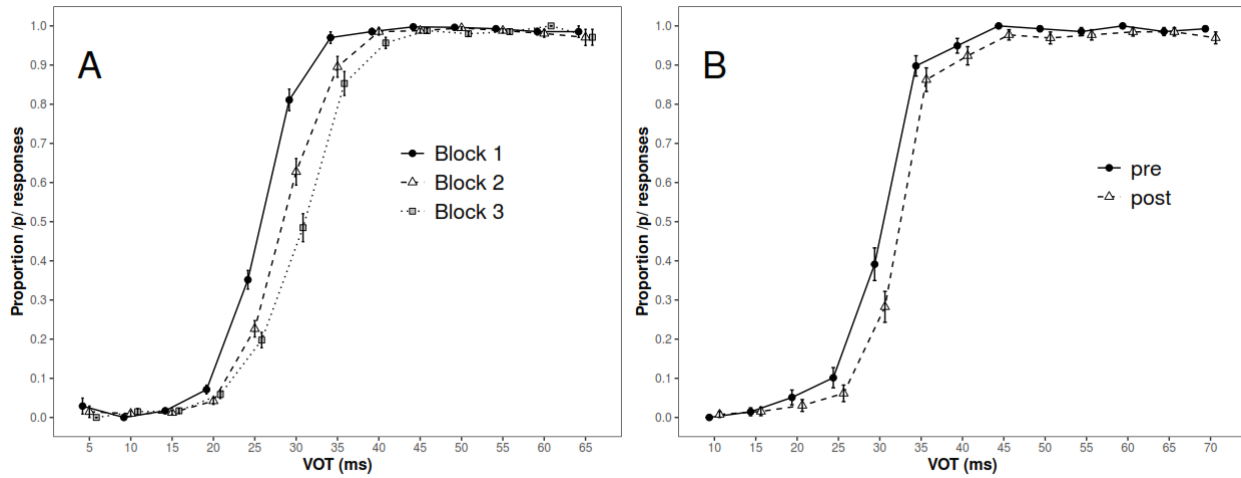 A
Proportion /p/ responses
1.0
0.9
0.8
0.7
0.6
0.5
0.4
0.3
0.2
0.1
0.0
Block 1
Block 2
Block 3
5 10 15 20 25 30 35 40 45 50 55 60 65
VOT (ms)
B
Proportion /p/ responses
1.0
0.9
0.8
0.7
0.6
0.5
0.4
0.3
0.2
0.1
0.0
pre
post
10 15 20 25 30 35 40 45 50 55 60 65 70
VOT (ms)